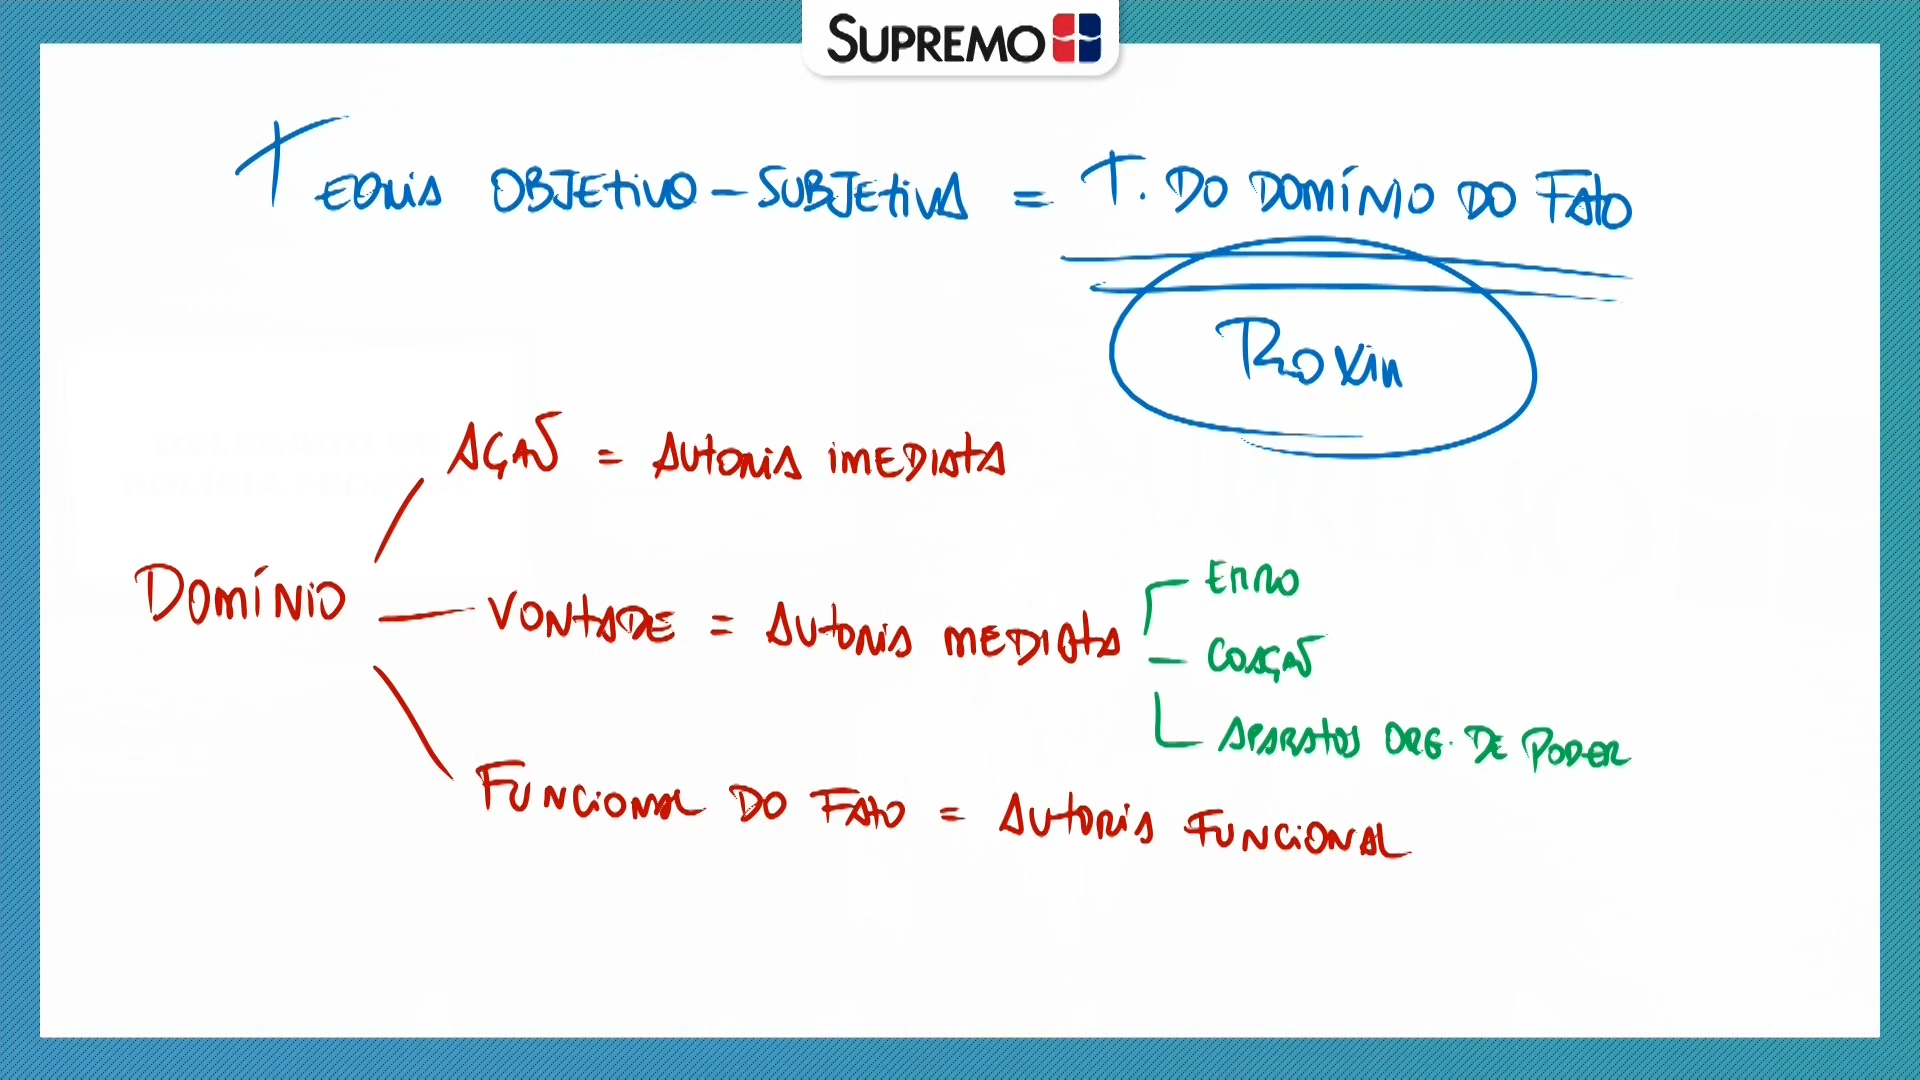 SUPREMO
TEORIA OBJETIVO-SUBJETIVA = T. DO DOMÍNIO DO FATO
ROXIN
AÇÃO = AUTORIA IMEDIATA
DOMÍNIO
VONTADE = AUTORIA MEDIATA
ERRO
COAÇÃO
APARATOS ORG. DE PODER
FUNCIONAL DO FATO = AUTORIA FUNCIONAL